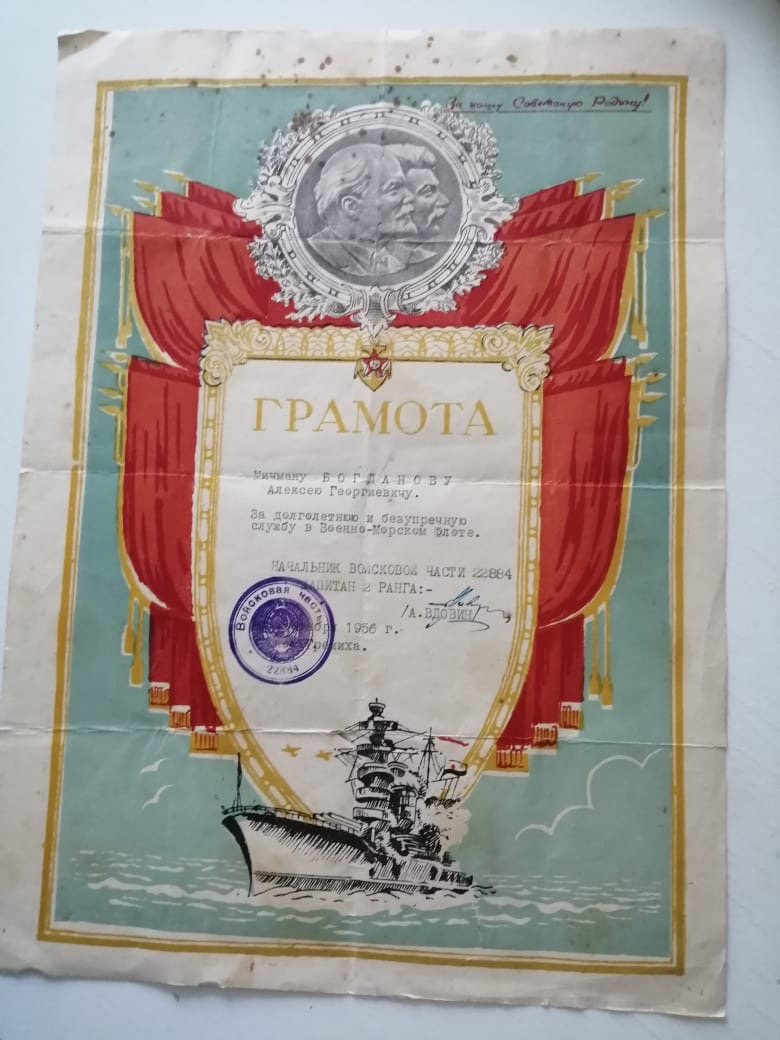 За нашу Советскую Родину!
ГРАМОТА
Мичману БОГДАНОВУ
Алексею Георгиевичу.
За долголетнюю и безупречную
службу в Военно-Морском Флоте.
НАЧАЛЬНИК ВОЙСКОВОЙ ЧАСТИ 22884
КАПИТАН 2 РАНГА:-
/А.ВДОВИН/
1956 г.
Войсковая часть
22884